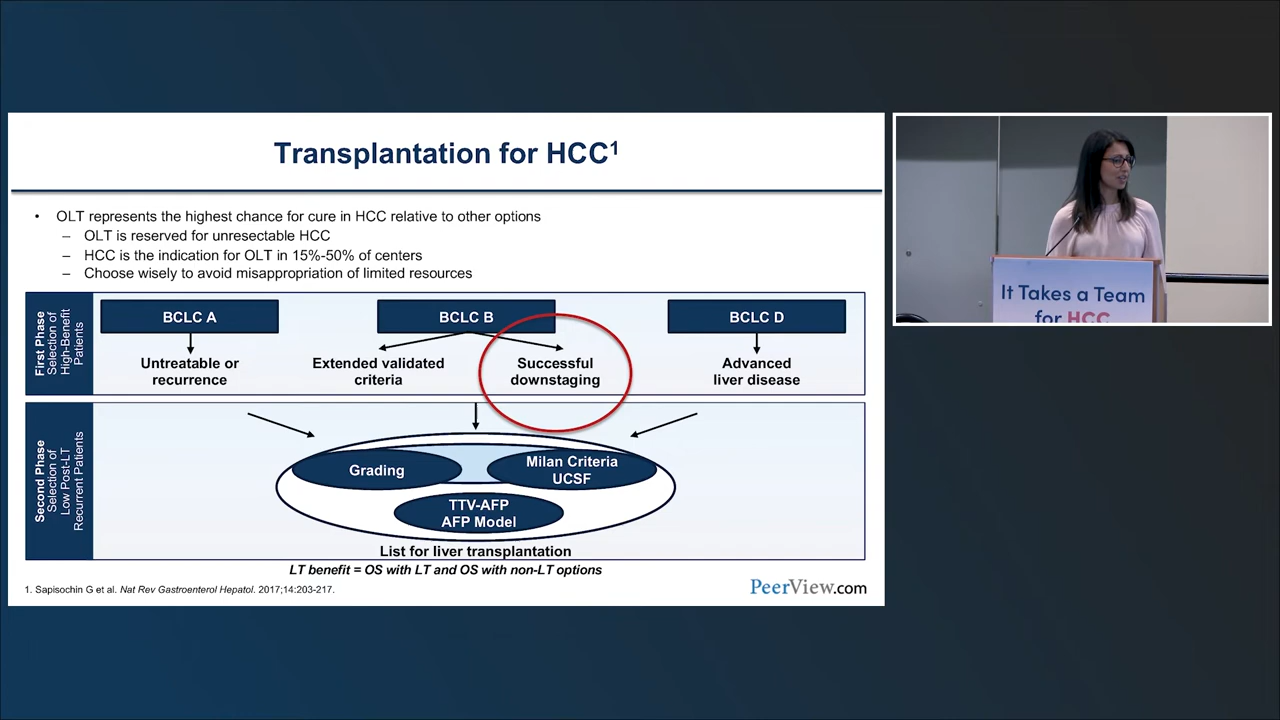 Transplantation for HCC1
• OLT represents the highest chance for cure in HCC relative to other options
– OLT is reserved for unresectable HCC
– HCC is the indication for OLT in 15%-50% of centers
– Choose wisely to avoid misappropriation of limited resources
First Phase
Selection of
High-Benefit
Patients
BCLC A
BCLC B
BCLC D
Untreatable or
recurrence
Extended validated
criteria
Successful
downstaging
Advanced
liver disease
Second Phase
Selection of
Low Post-LT
Recurrent Patients
Grading
Milan Criteria
UCSF
TTV-AFP
AFP Model
List for liver transplantation
LT benefit = OS with LT and OS with non-LT options
1. Sapisochin G et al. Nat Rev Gastroenterol Hepatol. 2017;14:203-217.
PeerView.com
It Takes a Team
for HCC